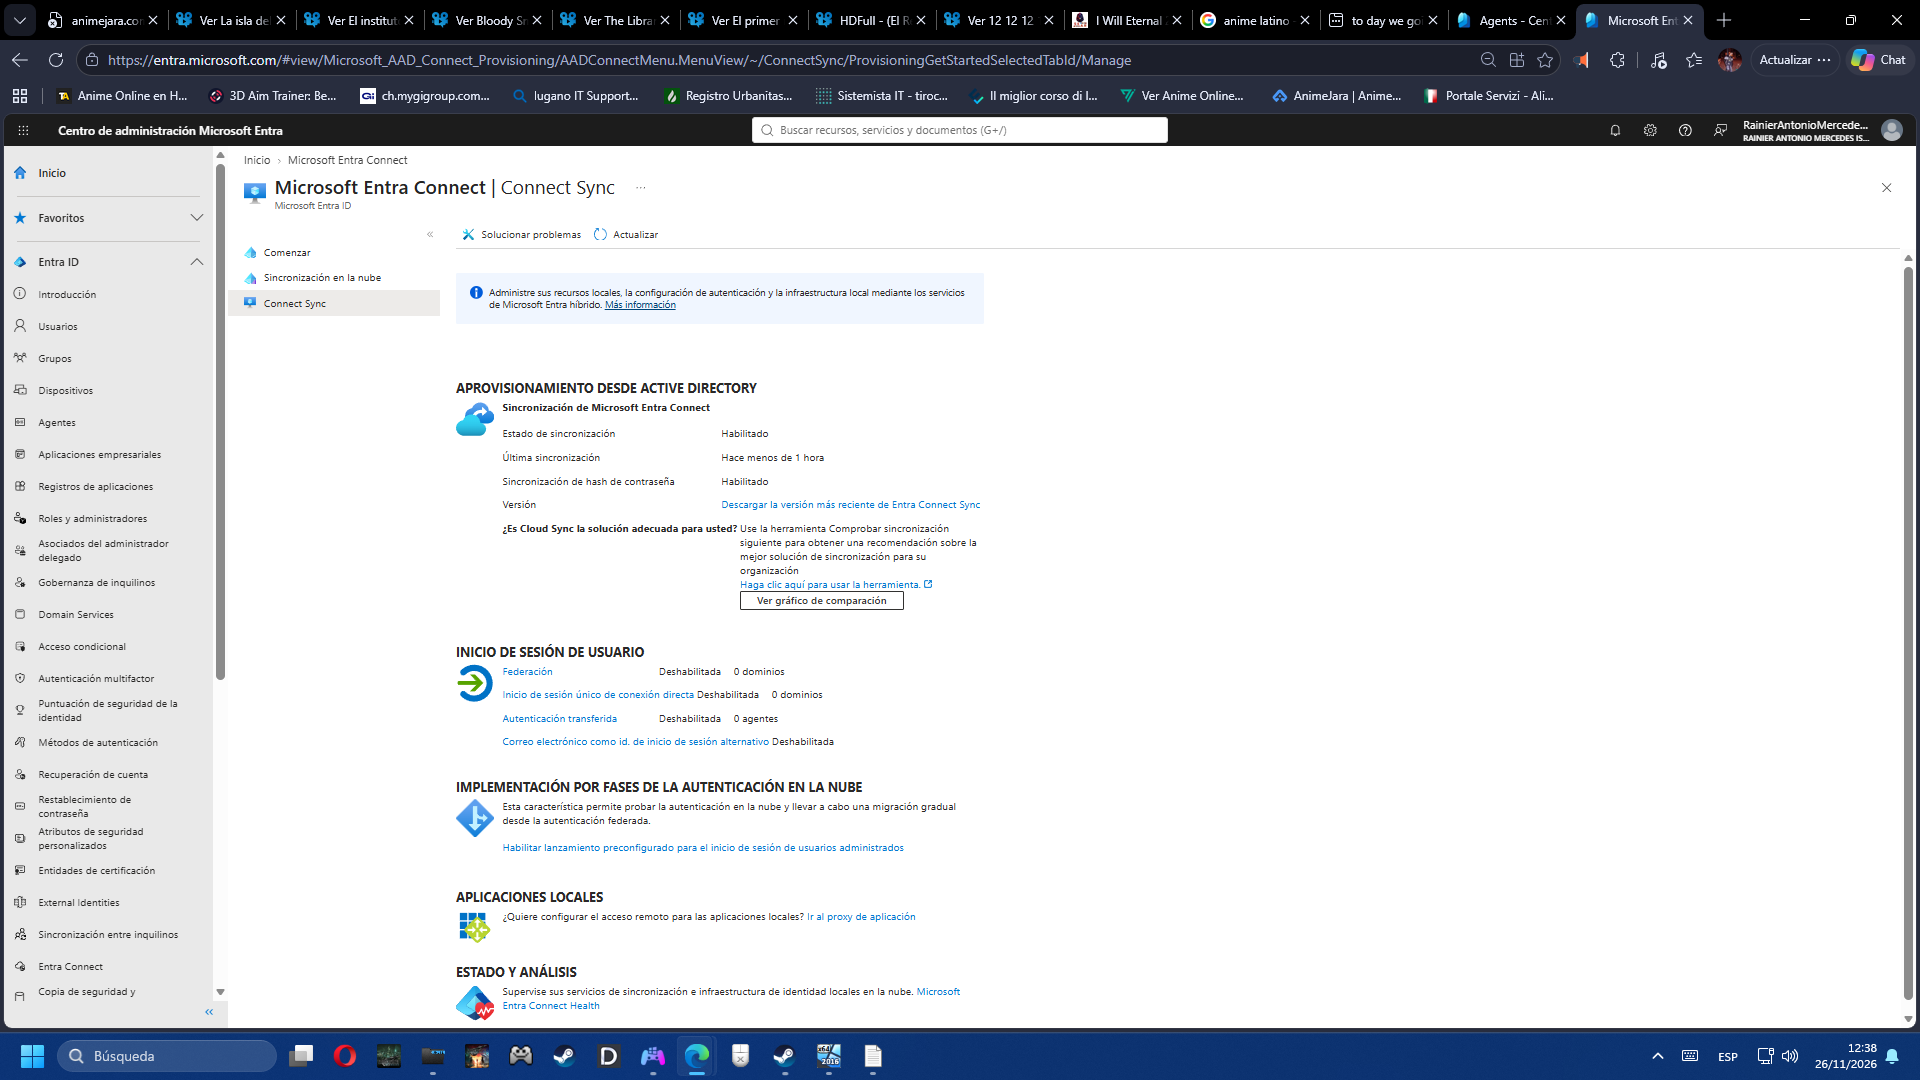 animejara.con
Ver La isla de
Ver El institut
Ver Bloody Sn
Ver The Librar
Ver El primer
HDFull - (El R
Ver 12 12 12
I Will Eternal
anime latino -
to day we goi
Agents - Cent
Microsoft Ent
https://entra.microsoft.com/#view/Microsoft_AAD_Connect_Provisioning/AADConnectMenu.MenuView/~/ConnectSync/ProvisioningGetStartedSelectedTabId/Manage
Actualizar
Chat
Anime Online en H...
3D Aim Trainer: Be...
ch.mygigroup.com...
lugano IT Support...
Registro Urbanitas...
Sistemista IT - tiroc...
Il miglior corso di I...
Ver Anime Online...
AnimeJara | Anime...
Portale Servizi - Ali...
Centro de administración Microsoft Entra
Buscar recursos, servicios y documentos (G+/)
RainierAntonioMercede...
RAINIER ANTONIO MERCEDES IS...
Inicio
Favoritos
Entra ID
Introducción
Usuarios
Grupos
Dispositivos
Agentes
Aplicaciones empresariales
Registros de aplicaciones
Roles y administradores
Asociados del administrador
delegado
Gobernanza de inquilinos
Domain Services
Acceso condicional
Autenticación multifactor
Puntuación de seguridad de la
identidad
Métodos de autenticación
Recuperación de cuenta
Restablecimiento de
contraseña
Atributos de seguridad
personalizados
Entidades de certificación
External Identities
Sincronización entre inquilinos
Entra Connect
Copia de seguridad y
Inicio > Microsoft Entra Connect
Microsoft Entra Connect | Connect Sync
Microsoft Entra ID
Comenzar
Sincronización en la nube
Connect Sync
Solucionar problemas
Actualizar
Administre sus recursos locales, la configuración de autenticación y la infraestructura local mediante los servicios
de Microsoft Entra híbrido. Más información
APROVISIONAMIENTO DESDE ACTIVE DIRECTORY
Sincronización de Microsoft Entra Connect
Estado de sincronización Habilitado
Última sincronización Hace menos de 1 hora
Sincronización de hash de contraseña Habilitado
Versión Descargar la versión más reciente de Entra Connect Sync
¿Es Cloud Sync la solución adecuada para usted? Use la herramienta Comprobar sincronización
siguiente para obtener una recomendación sobre la
mejor solución de sincronización para su
organización
Haga clic aquí para usar la herramienta.
Ver gráfico de comparación
INICIO DE SESIÓN DE USUARIO
Federación Deshabilitada 0 dominios
Inicio de sesión único de conexión directa Deshabilitada 0 dominios
Autenticación transferida Deshabilitada 0 agentes
Correo electrónico como id. de inicio de sesión alternativo Deshabilitada
IMPLEMENTACIÓN POR FASES DE LA AUTENTICACIÓN EN LA NUBE
Esta característica permite probar la autenticación en la nube y llevar a cabo una migración gradual
desde la autenticación federada.
Habilitar lanzamiento preconfigurado para el inicio de sesión de usuarios administrados
APLICACIONES LOCALES
¿Quiere configurar el acceso remoto para las aplicaciones locales? Ir al proxy de aplicación
ESTADO Y ANÁLISIS
Supervise sus servicios de sincronización e infraestructura de identidad locales en la nube. Microsoft
Entra Connect Health
Búsqueda
ESP
12:38
26/11/2026